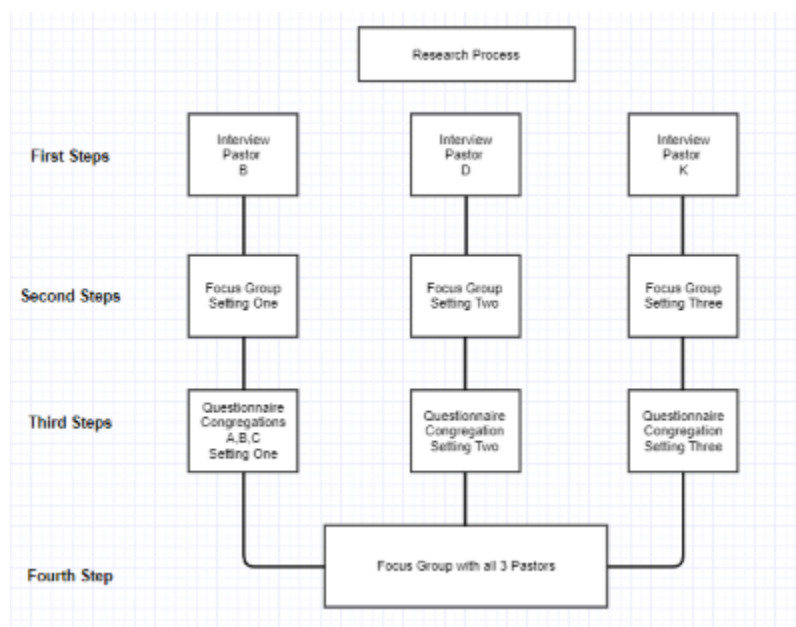 Research Process
First Steps
Interview
Pastor
B
Interview
Pastor
D
Interview
Pastor
K
Second Steps
Focus Group
Setting One
Focus Group
Setting Two
Focus Group
Setting Three
Third Steps
Questionnaire
Congregations
A,B,C
Setting One
Questionnaire
Congregation
Setting Two
Questionnaire
Congregation
Setting Three
Fourth Step
Focus Group with all 3 Pastors